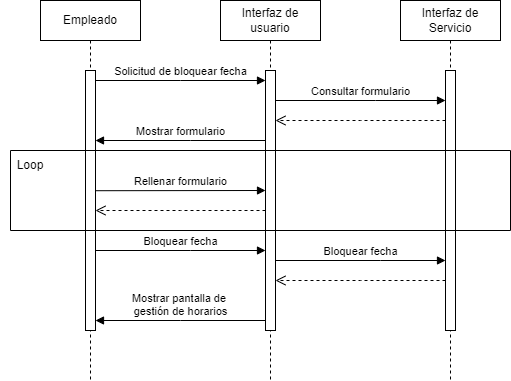 Empleado
Interfaz de
usuario
Interfaz de
Servicio
Solicitud de bloquear fecha
Consultar formulario
Mostrar formulario
Loop
Rellenar formulario
Bloquear fecha
Bloquear fecha
Mostrar pantalla de
gestión de horarios